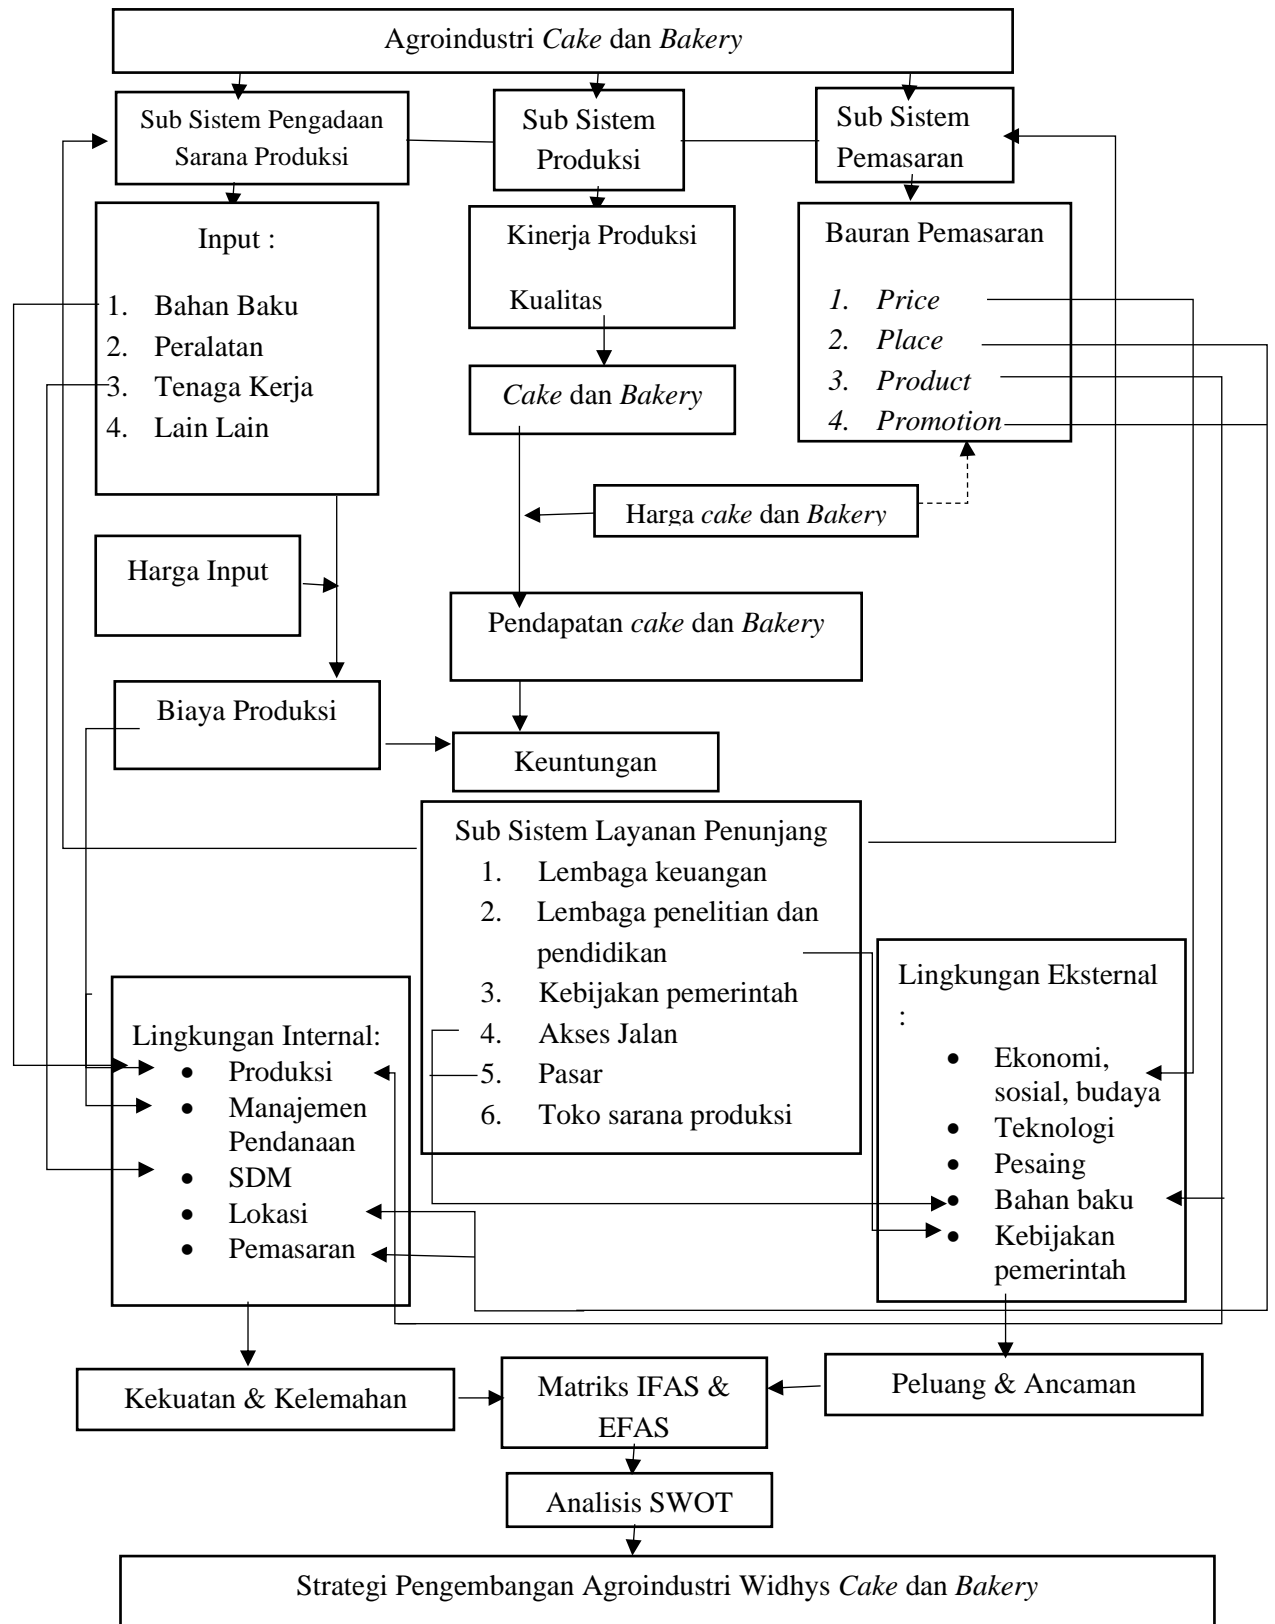 Agroindustri Cake dan Bakery
Sub Sistem Pengadaan
Sarana Produksi
Sub Sistem
Produksi
Sub Sistem
Pemasaran
Input :
1. Bahan Baku
2. Peralatan
3. Tenaga Kerja
4. Lain Lain
Kinerja Produksi
Kualitas
Bauran Pemasaran
1. Price
2. Place
3. Product
4. Promotion
Cake dan Bakery
Harga cake dan Bakery
Harga Input
Pendapatan cake dan Bakery
Biaya Produksi
Keuntungan
Sub Sistem Layanan Penunjang
1. Lembaga keuangan
2. Lembaga penelitian dan
pendidikan
3. Kebijakan pemerintah
4. Akses Jalan
5. Pasar
6. Toko sarana produksi
Lingkungan Internal:
• Produksi
• Manajemen
Pendanaan
• SDM
• Lokasi
• Pemasaran
Lingkungan Eksternal
:
• Ekonomi,
sosial, budaya
• Teknologi
• Pesaing
• Bahan baku
• Kebijakan
pemerintah
Kekuatan & Kelemahan
Matriks IFAS &
EFAS
Peluang & Ancaman
Analisis SWOT
Strategi Pengembangan Agroindustri Widhys Cake dan Bakery